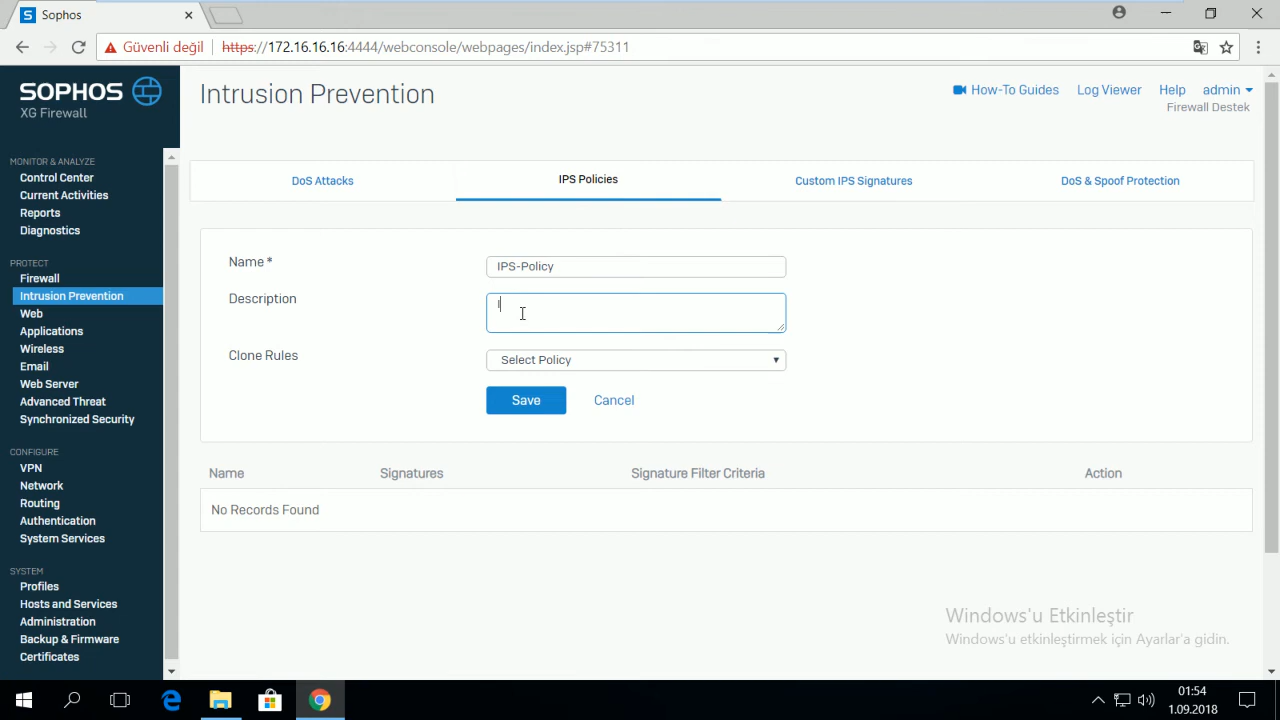 Sophos
Güvenli değil
https://172.16.16.16:4444/webconsole/webpages/index.jsp#75311
SOPHOS
XG Firewall
Intrusion Prevention
How-To Guides
Log Viewer
Help
admin
Firewall Destek
MONITOR & ANALYZE
Control Center
Current Activities
Reports
Diagnostics
PROTECT
Firewall
Intrusion Prevention
Web
Applications
Wireless
Email
Web Server
Advanced Threat
Synchronized Security
CONFIGURE
VPN
Network
Routing
Authentication
System Services
SYSTEM
Profiles
Hosts and Services
Administration
Backup & Firmware
Certificates
DoS Attacks
IPS Policies
Custom IPS Signatures
DoS & Spoof Protection
Name *
IPS-Policy
Description
I
Clone Rules
Select Policy
Save
Cancel
Name Signatures Signature Filter Criteria Action
No Records Found
Windows'u Etkinleştir
Windows'u etkinleştirmek için Ayarlar'a gidin.
01:54
1.09.2018